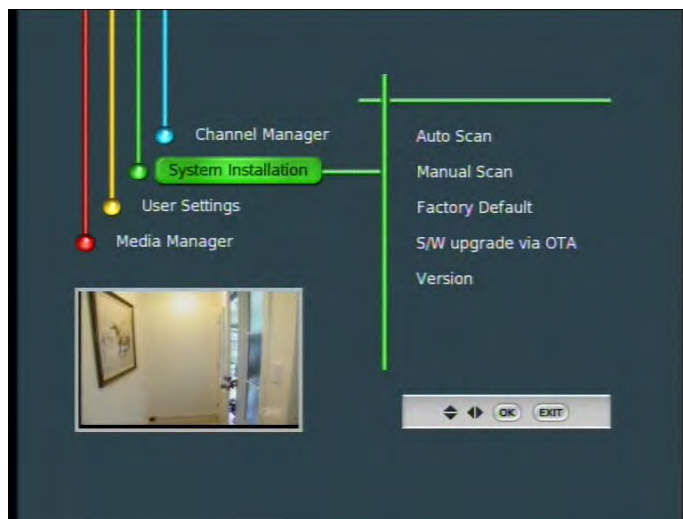 Channel Manager
System Installation
User Settings
Media Manager
Auto Scan
Manual Scan
Factory Default
S/W upgrade via OTA
Version
OK EXIT